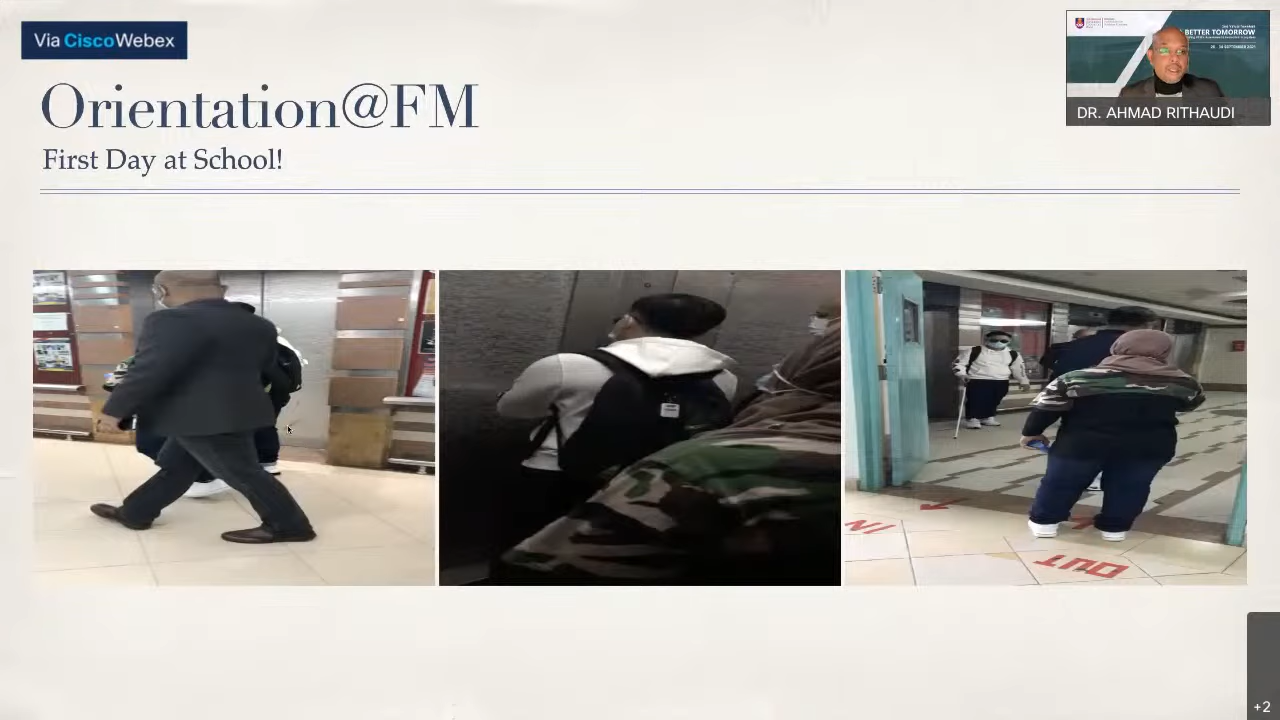 Via CiscoWebex
Orientation@FM
First Day at School!
BETTER TOMORROW
DR. AHMAD RITHAUDI
IN
OUT
+2